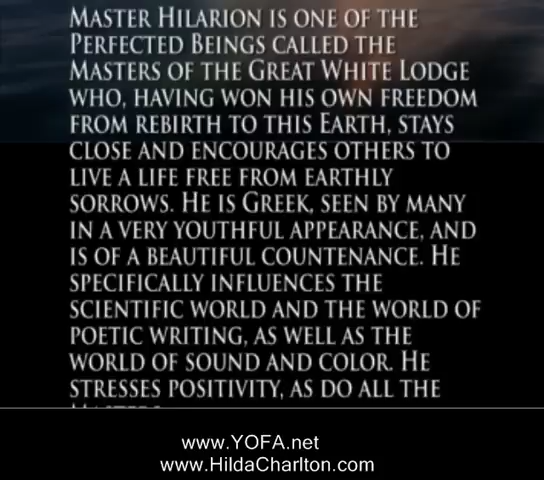 MASTER HILARION IS ONE OF THE
PERFECTED BEINGS CALLED THE
MASTERS OF THE GREAT WHITE LODGE
WHO, HAVING WON HIS OWN FREEDOM
FROM REBIRTH TO THIS EARTH, STAYS
CLOSE AND ENCOURAGES OTHERS TO
LIVE A LIFE FREE FROM EARTHLY
SORROWS. HE IS GREEK, SEEN BY MANY
IN A VERY YOUTHFUL APPEARANCE, AND
IS OF A BEAUTIFUL COUNTENANCE. HE
SPECIFICALLY INFLUENCES THE
SCIENTIFIC WORLD AND THE WORLD OF
POETIC WRITING, AS WELL AS THE
WORLD OF SOUND AND COLOR. HE
STRESSES POSITIVITY, AS DO ALL THE
www.YOFA.net
www.HildaCharlton.com